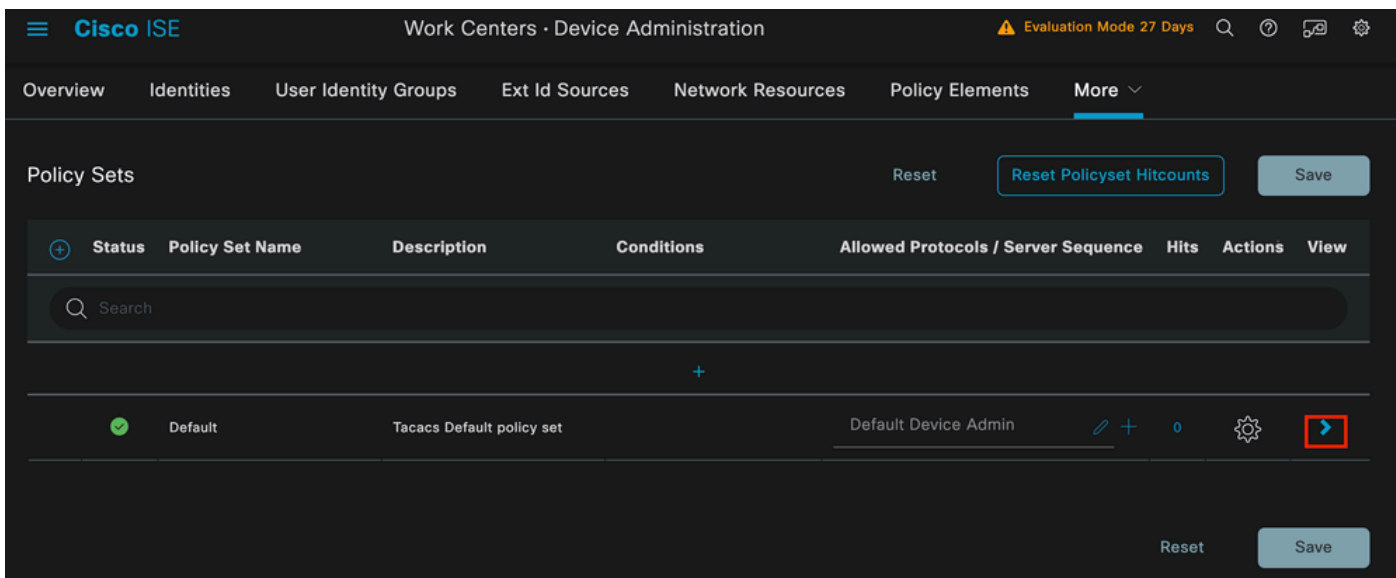 Cisco ISE
Work Centers · Device Administration
Evaluation Mode 27 Days
Overview Identities User Identity Groups Ext Id Sources Network Resources Policy Elements More
Policy Sets
Reset Reset Policyset Hitcounts Save
Status Policy Set Name Description Conditions Allowed Protocols / Server Sequence Hits Actions View
Search
+
Default Tacacs Default policy set Default Device Admin + 0
Reset Save